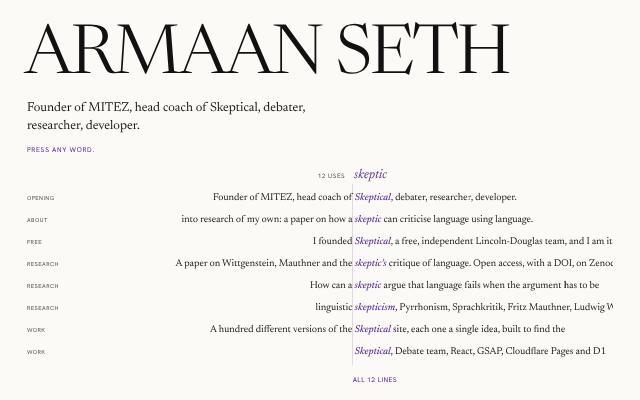 ARMAAN SETH
Founder of MITEZ, head coach of Skeptical, debater,
researcher, developer.
PRESS ANY WORD.
12 USES skeptic
OPENING Founder of MITEZ, head coach of Skeptical, debater, researcher, developer.
ABOUT into research of my own: a paper on how a skeptic can criticise language using language.
FREE I founded Skeptical, a free, independent Lincoln-Douglas team, and I am it
RESEARCH A paper on Wittgenstein, Mauthner and the skeptic's critique of language. Open access, with a DOI, on Zenoc
RESEARCH How can a skeptic argue that language fails when the argument has to be
RESEARCH linguistic skepticism, Pyrrhonism, Sprachkritik, Fritz Mauthner, Ludwig W
WORK A hundred different versions of the Skeptical site, each one a single idea, built to find the
WORK Skeptical, Debate team, React, GSAP, Cloudflare Pages and D1
ALL 12 LINES